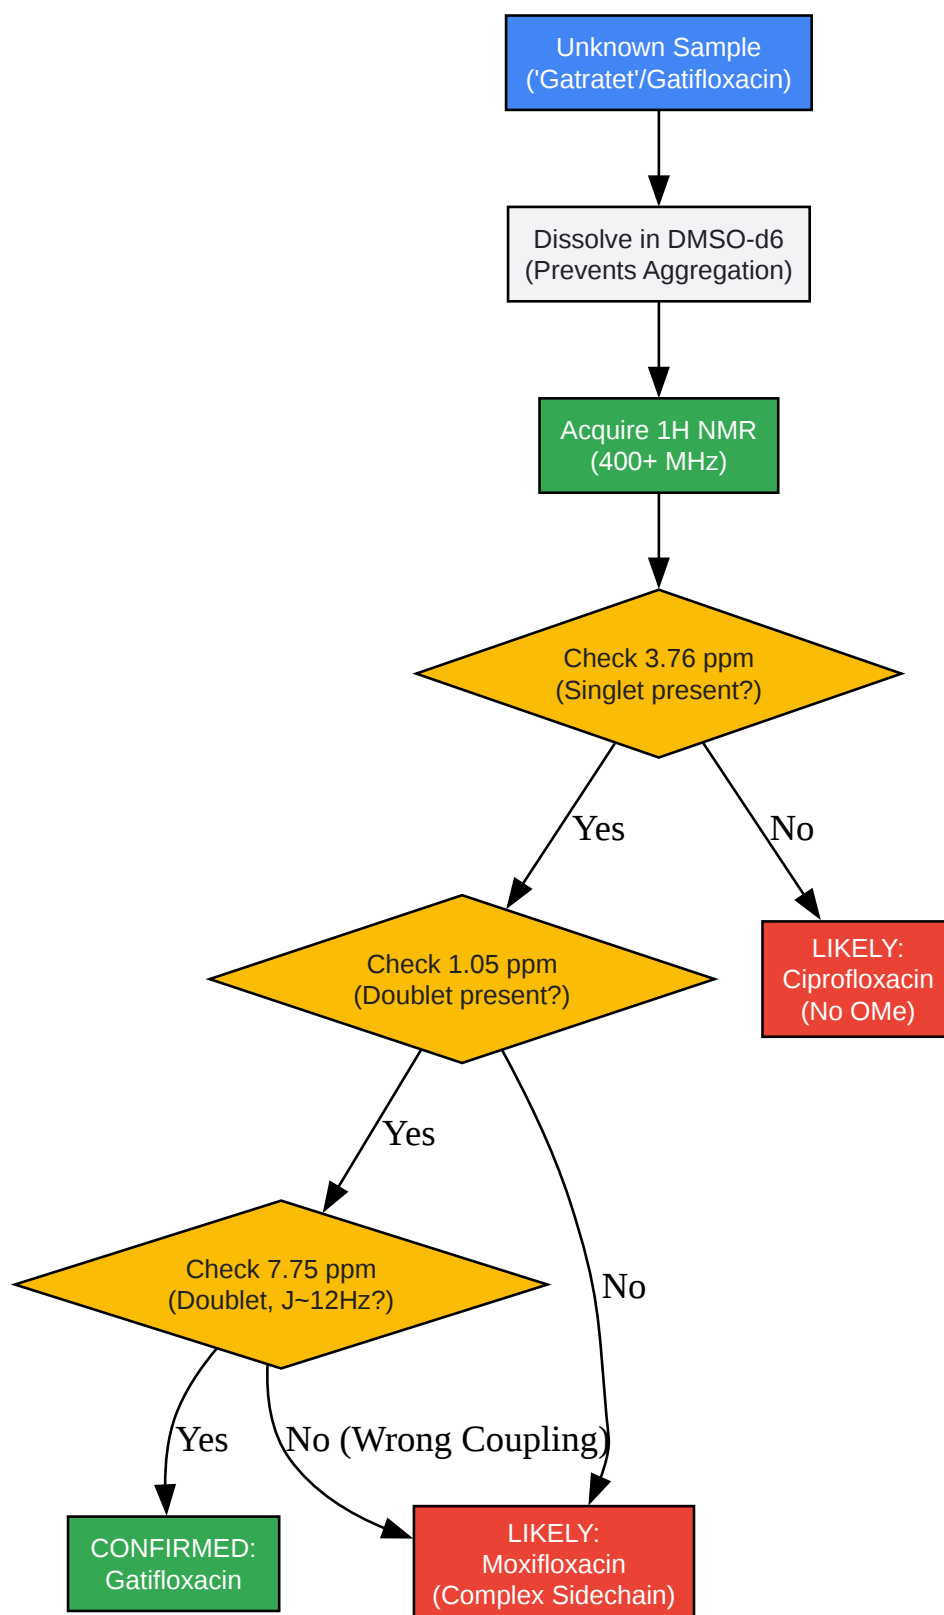 Unknown Sample
('Gatratet'/Gatifloxacin)
Dissolve in DMSO-d6
(Prevents Aggregation)
Acquire 1H NMR
(400+ MHz)
Check 3.76 ppm
(Singlet present?)
Yes
No
Check 1.05 ppm
(Doublet present?)
LIKELY:
Ciprofloxacin
(No OMe)
Yes
No
Check 7.75 ppm
(Doublet, J~12Hz?)
Yes
No (Wrong Coupling)
CONFIRMED:
Gatifloxacin
LIKELY:
Moxifloxacin
(Complex Sidechain)